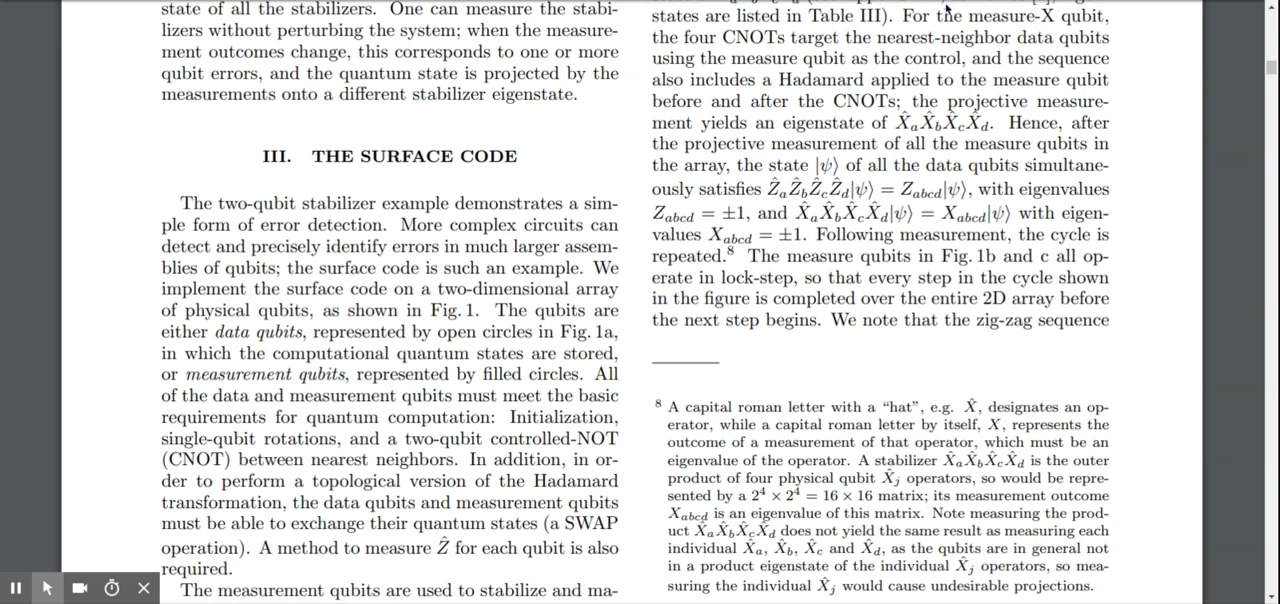 state of all the stabilizers. One can measure the stabi-
lizers without perturbing the system; when the measure-
ment outcomes change, this corresponds to one or more
qubit errors, and the quantum state is projected by the
measurements onto a different stabilizer eigenstate.
III. THE SURFACE CODE
The two-qubit stabilizer example demonstrates a sim-
ple form of error detection. More complex circuits can
detect and precisely identify errors in much larger assem-
blies of qubits; the surface code is such an example. We
implement the surface code on a two-dimensional array
of physical qubits, as shown in Fig. 1. The qubits are
either data qubits, represented by open circles in Fig. 1a,
in which the computational quantum states are stored,
or measurement qubits, represented by filled circles. All
of the data and measurement qubits must meet the basic
requirements for quantum computation: Initialization,
single-qubit rotations, and a two-qubit controlled-NOT
(CNOT) between nearest neighbors. In addition, in or-
der to perform a topological version of the Hadamard
transformation, the data qubits and measurement qubits
must be able to exchange their quantum states (a SWAP
operation). A method to measure Ẑ for each qubit is also
required.
The measurement qubits are used to stabilize and ma-
states are listed in Table III). For the measure-X qubit,
the four CNOTs target the nearest-neighbor data qubits
using the measure qubit as the control, and the sequence
also includes a Hadamard applied to the measure qubit
before and after the CNOTs; the projective measure-
ment yields an eigenstate of X̂aX̂bX̂cX̂d. Hence, after
the projective measurement of all the measure qubits in
the array, the state |ψ⟩ of all the data qubits simultane-
ously satisfies ẐaẐbẐcẐd|ψ⟩ = Zabcd|ψ⟩, with eigenvalues
Zabcd = ±1, and X̂aX̂bX̂cX̂d|ψ⟩ = Xabcd|ψ⟩ with eigen-
values Xabcd = ±1. Following measurement, the cycle is
repeated.⁸ The measure qubits in Fig. 1b and c all op-
erate in lock-step, so that every step in the cycle shown
in the figure is completed over the entire 2D array before
the next step begins. We note that the zig-zag sequence
⁸ A capital roman letter with a “hat”, e.g. X̂, designates an op-
erator, while a capital roman letter by itself, X, represents the
outcome of a measurement of that operator, which must be an
eigenvalue of the operator. A stabilizer X̂aX̂bX̂cX̂d is the outer
product of four physical qubit X̂j operators, so would be repre-
sented by a 2⁴ × 2⁴ = 16 × 16 matrix; its measurement outcome
Xabcd is an eigenvalue of this matrix. Note measuring the prod-
uct X̂aX̂bX̂cX̂d does not yield the same result as measuring each
individual X̂a, X̂b, X̂c and X̂d, as the qubits are in general not
in a product eigenstate of the individual X̂j operators, so mea-
suring the individual X̂j would cause undesirable projections.